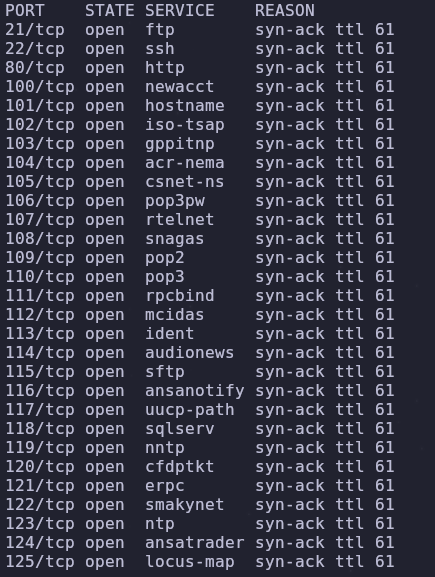 PORT    STATE SERVICE    REASON
21/tcp  open  ftp        syn-ack ttl 61
22/tcp  open  ssh        syn-ack ttl 61
80/tcp  open  http       syn-ack ttl 61
100/tcp open  newacct    syn-ack ttl 61
101/tcp open  hostname   syn-ack ttl 61
102/tcp open  iso-tsap   syn-ack ttl 61
103/tcp open  gppitnp    syn-ack ttl 61
104/tcp open  acr-nema   syn-ack ttl 61
105/tcp open  csnet-ns   syn-ack ttl 61
106/tcp open  pop3pw     syn-ack ttl 61
107/tcp open  rtelnet    syn-ack ttl 61
108/tcp open  snagas     syn-ack ttl 61
109/tcp open  pop2       syn-ack ttl 61
110/tcp open  pop3       syn-ack ttl 61
111/tcp open  rpcbind    syn-ack ttl 61
112/tcp open  mcidas     syn-ack ttl 61
113/tcp open  ident      syn-ack ttl 61
114/tcp open  audionews  syn-ack ttl 61
115/tcp open  sftp       syn-ack ttl 61
116/tcp open  ansanotify syn-ack ttl 61
117/tcp open  uucp-path  syn-ack ttl 61
118/tcp open  sqlserv    syn-ack ttl 61
119/tcp open  nntp       syn-ack ttl 61
120/tcp open  cfdptkt    syn-ack ttl 61
121/tcp open  erpc       syn-ack ttl 61
122/tcp open  smakynet   syn-ack ttl 61
123/tcp open  ntp        syn-ack ttl 61
124/tcp open  ansatrader syn-ack ttl 61
125/tcp open  locus-map  syn-ack ttl 61